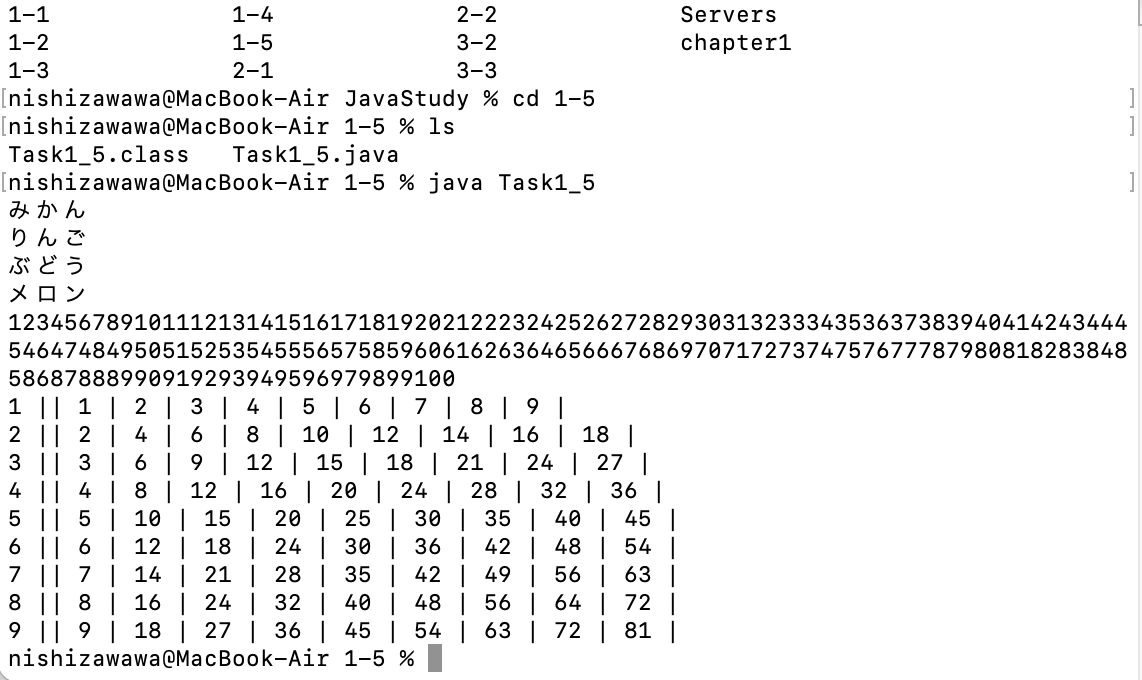 1-1 1-4 2-2 Servers
1-2 1-5 3-2 chapter1
1-3 2-1 3-3
[nishizawawa@MacBook-Air JavaStudy % cd 1-5 ]
[nishizawawa@MacBook-Air 1-5 % ls ]
Task1_5.class Task1_5.java
[nishizawawa@MacBook-Air 1-5 % java Task1_5 ]
みかん
りんご
ぶどう
メロン
12345678910111213141516171819202122232425262728293031323334353637383940414243444
54647484950515253545556575859606162636465666768697071727374757677787980818283848
58687888990919293949596979899100
1 || 1 | 2 | 3 | 4 | 5 | 6 | 7 | 8 | 9 |
2 || 2 | 4 | 6 | 8 | 10 | 12 | 14 | 16 | 18 |
3 || 3 | 6 | 9 | 12 | 15 | 18 | 21 | 24 | 27 |
4 || 4 | 8 | 12 | 16 | 20 | 24 | 28 | 32 | 36 |
5 || 5 | 10 | 15 | 20 | 25 | 30 | 35 | 40 | 45 |
6 || 6 | 12 | 18 | 24 | 30 | 36 | 42 | 48 | 54 |
7 || 7 | 14 | 21 | 28 | 35 | 42 | 49 | 56 | 63 |
8 || 8 | 16 | 24 | 32 | 40 | 48 | 56 | 64 | 72 |
9 || 9 | 18 | 27 | 36 | 45 | 54 | 63 | 72 | 81 |
nishizawawa@MacBook-Air 1-5 %